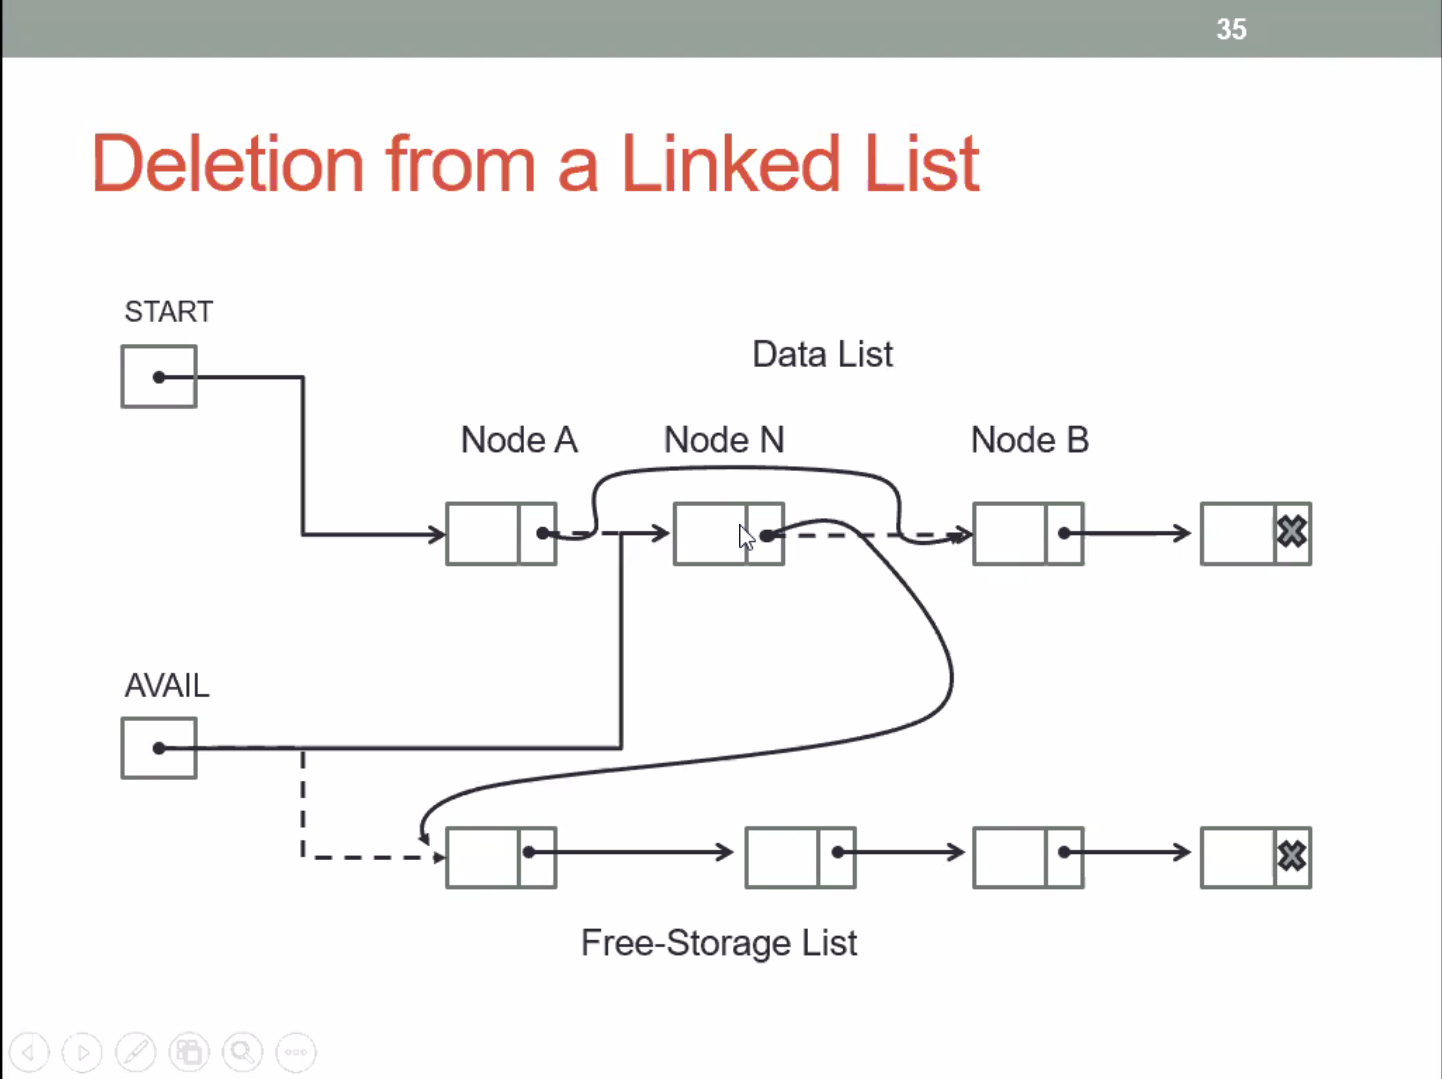 35
Deletion from a Linked List
START
Data List
Node A
Node N
Node B
AVAIL
Free-Storage List